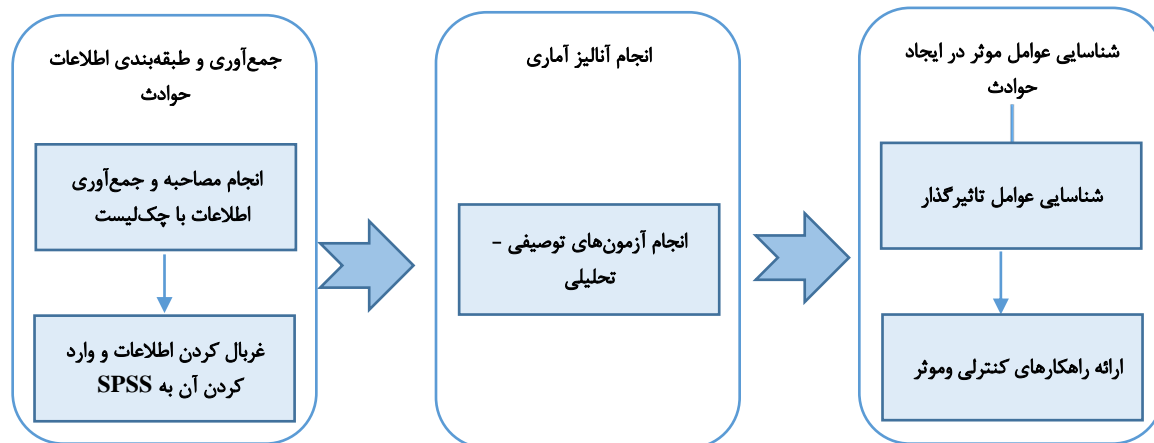 جمع‌آوری و طبقه‌بندی اطلاعات
حوادث
انجام مصاحبه و جمع‌آوری
اطلاعات با چک‌لیست
غربال کردن اطلاعات و وارد
کردن آن به SPSS
انجام آنالیز آماری
انجام آزمون‌های توصیفی –
تحلیلی
شناسایی عوامل موثر در ایجاد
حوادث
شناسایی عوامل تاثیرگذار
ارائه راهکارهای کنترلی وموثر